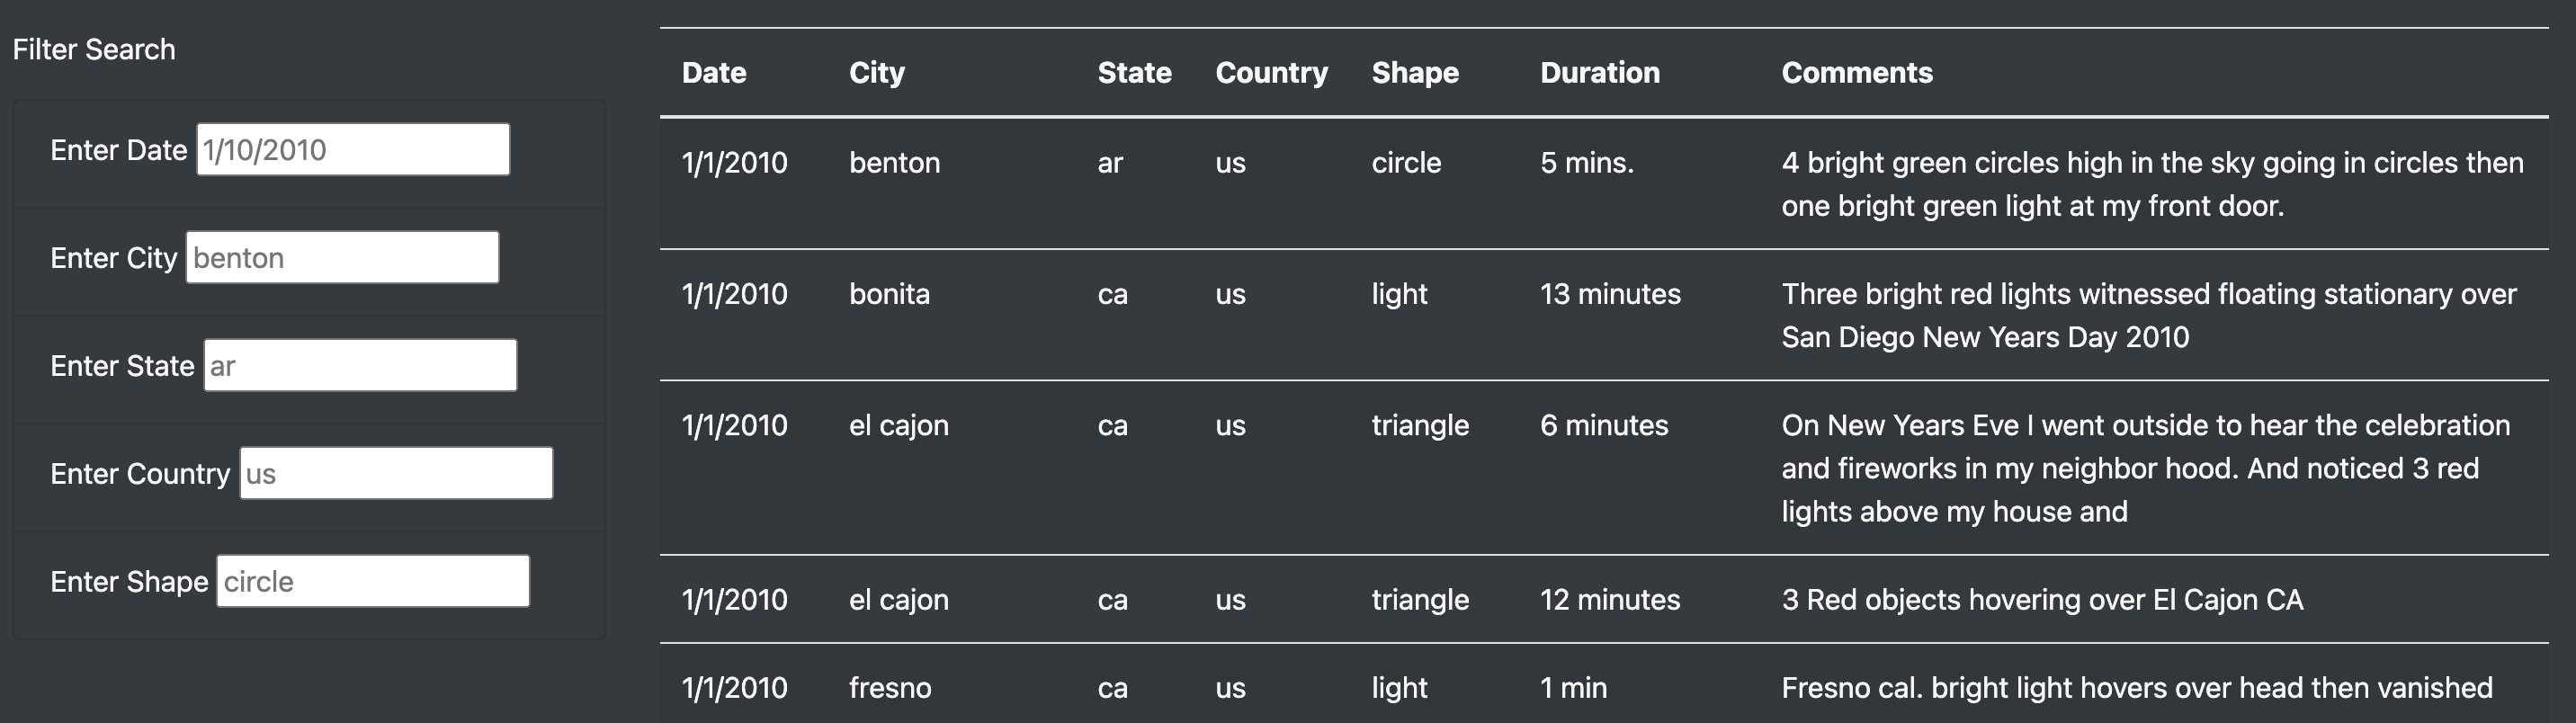 Filter Search
Enter Date 1/10/2010
Enter City benton
Enter State ar
Enter Country us
Enter Shape circle
Date City State Country Shape Duration Comments
1/1/2010 benton ar us circle 5 mins. 4 bright green circles high in the sky going in circles then
one bright green light at my front door.
1/1/2010 bonita ca us light 13 minutes Three bright red lights witnessed floating stationary over
San Diego New Years Day 2010
1/1/2010 el cajon ca us triangle 6 minutes On New Years Eve I went outside to hear the celebration
and fireworks in my neighbor hood. And noticed 3 red
lights above my house and
1/1/2010 el cajon ca us triangle 12 minutes 3 Red objects hovering over El Cajon CA
1/1/2010 fresno ca us light 1 min Fresno cal. bright light hovers over head then vanished